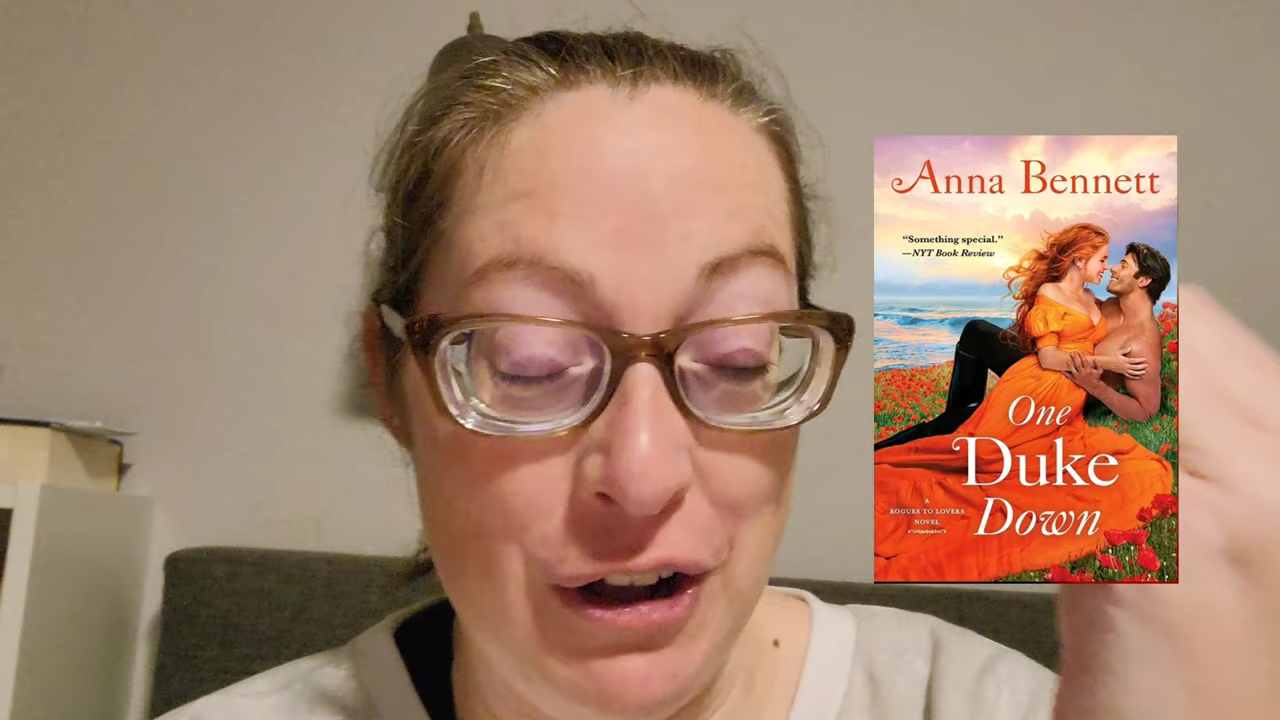 Anna Bennett
“Something special.”
—NYT Book Review
One
Duke
Down
A
ROGUES TO LOVERS
NOVEL